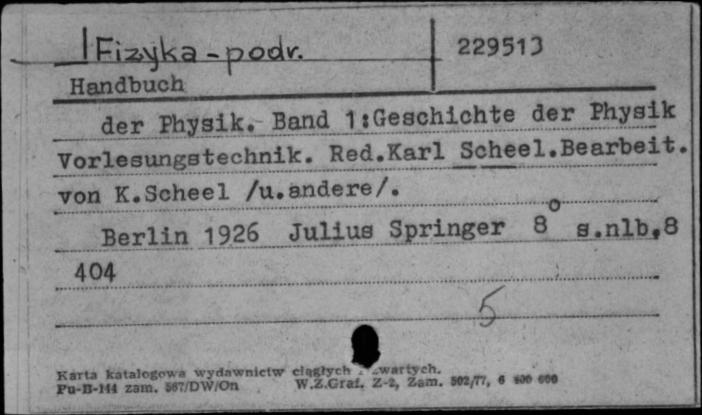 Fizyka-podr. 229513
Handbuch
der Physik. Band 1:Geschichte der Physik
Vorlesungstechnik. Red.Karl Scheel.Bearbeit.
von K.Scheel /u.andere/.
Berlin 1926 Julius Springer 8° s.nlb.8
404
5
Karta katalogowa wydawnictw ciągłych
Pu-B-144 zam. 567/DW/On W.Z.Graf. Z-2, Zam. 502/77, 6